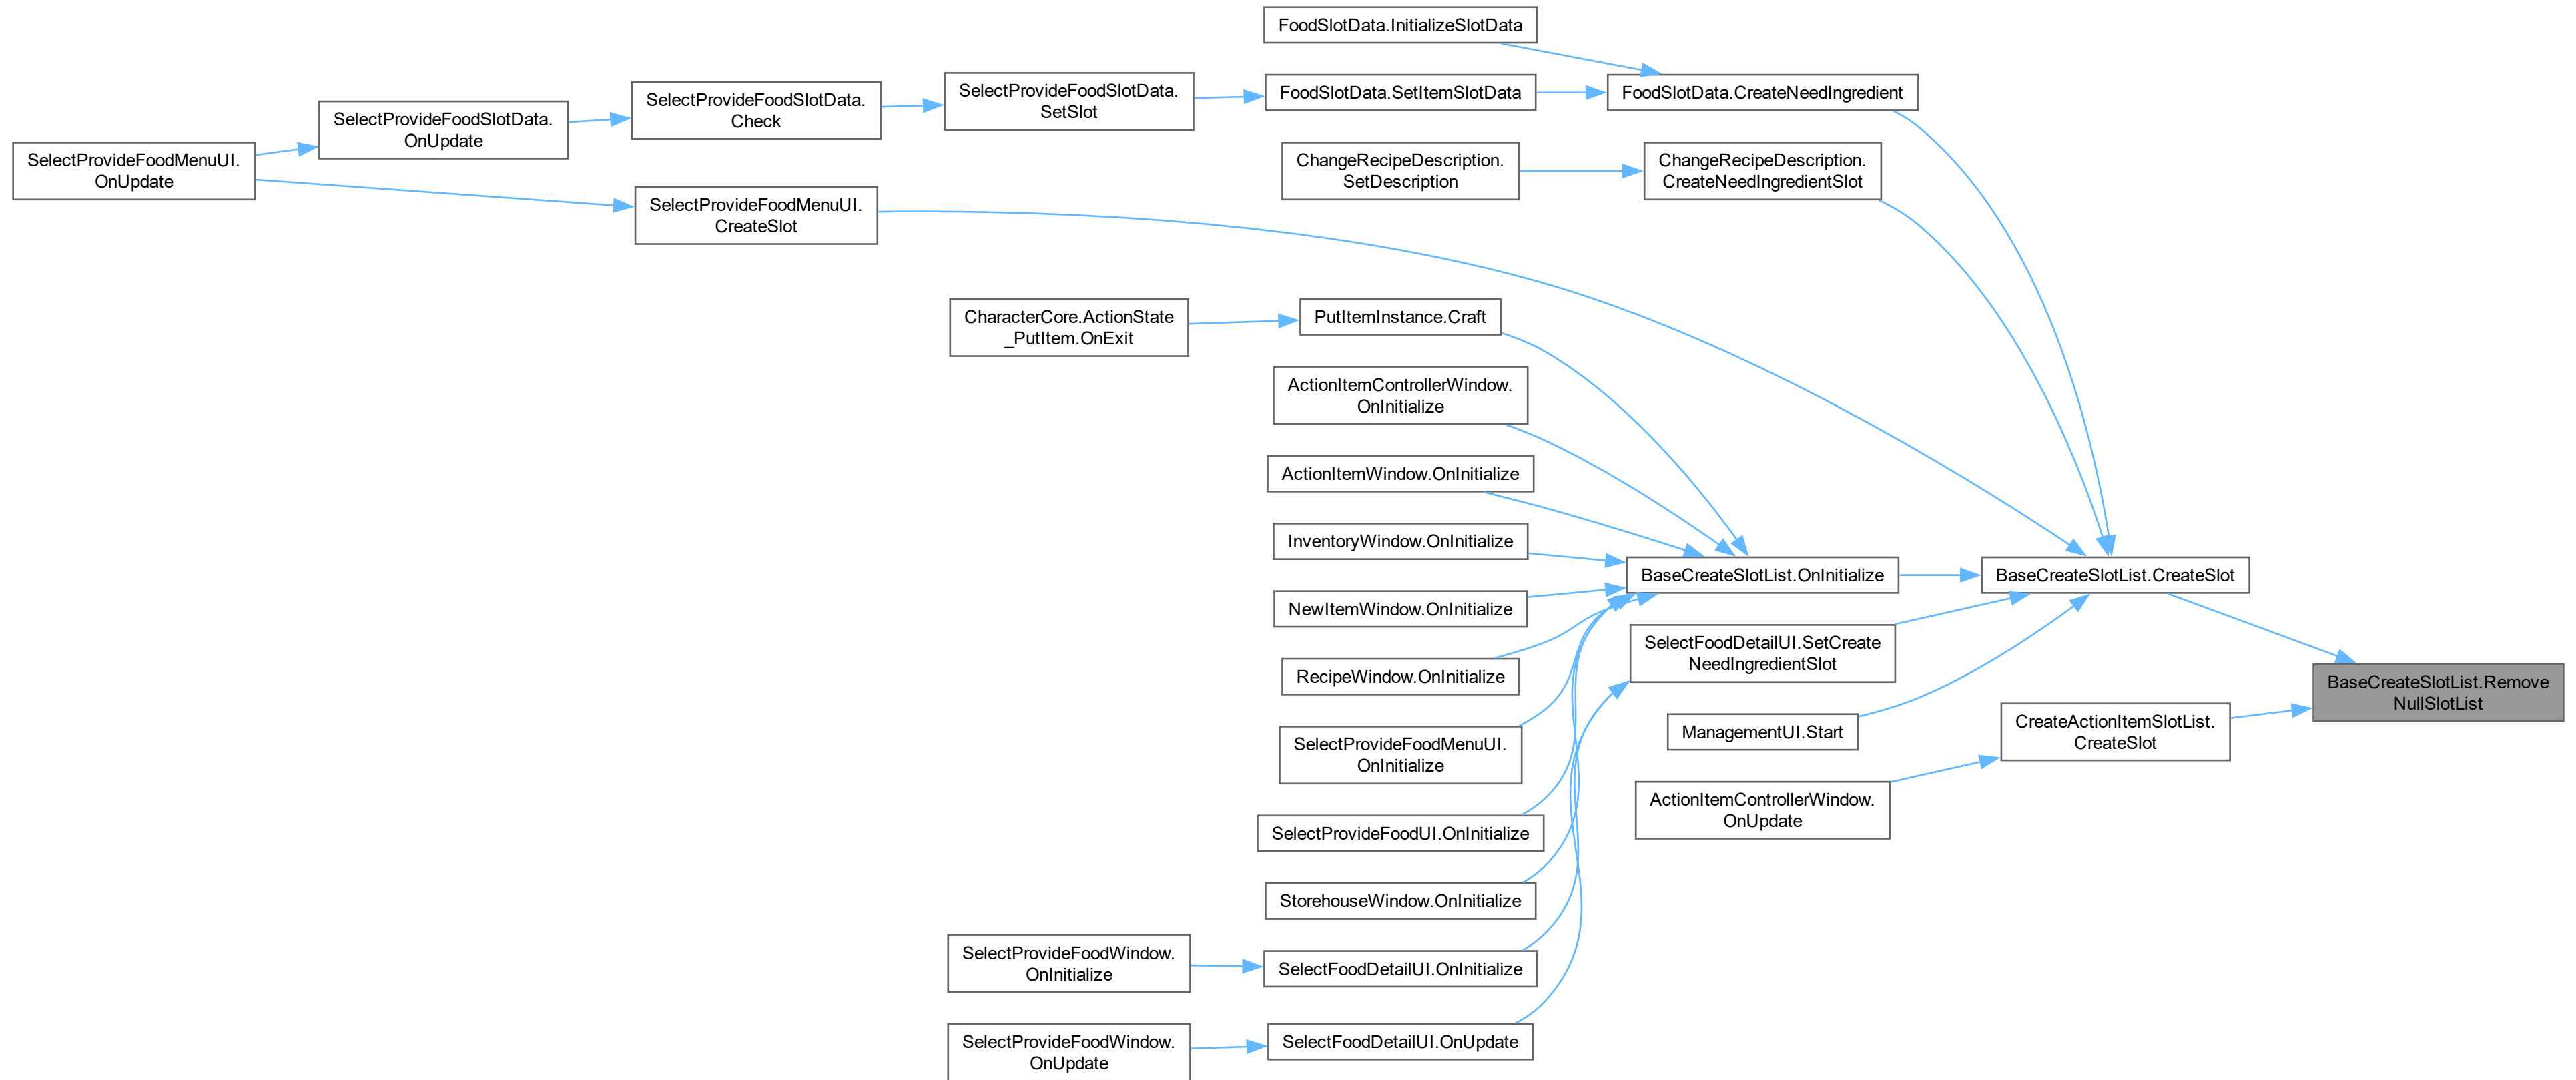 FoodSlotData.InitializeSlotData
SelectProvideFoodMenuUI.
OnUpdate
SelectProvideFoodSlotData.
OnUpdate
SelectProvideFoodSlotData.
Check
SelectProvideFoodSlotData.
SetSlot
FoodSlotData.SetItemSlotData
FoodSlotData.CreateNeedIngredient
SelectProvideFoodMenuUI.
CreateSlot
ChangeRecipeDescription.
SetDescription
ChangeRecipeDescription.
CreateNeedIngredientSlot
CharacterCore.ActionState
_PutItem.OnExit
PutItemInstance.Craft
ActionItemControllerWindow.
OnInitialize
ActionItemWindow.OnInitialize
InventoryWindow.OnInitialize
NewItemWindow.OnInitialize
RecipeWindow.OnInitialize
SelectProvideFoodMenuUI.
OnInitialize
SelectProvideFoodUI.OnInitialize
StorehouseWindow.OnInitialize
SelectProvideFoodWindow.
OnInitialize
SelectFoodDetailUI.OnInitialize
SelectProvideFoodWindow.
OnUpdate
SelectFoodDetailUI.OnUpdate
BaseCreateSlotList.OnInitialize
SelectFoodDetailUI.SetCreate
NeedIngredientSlot
ManagementUI.Start
ActionItemControllerWindow.
OnUpdate
BaseCreateSlotList.CreateSlot
CreateActionItemSlotList.
CreateSlot
BaseCreateSlotList.Remove
NullSlotList